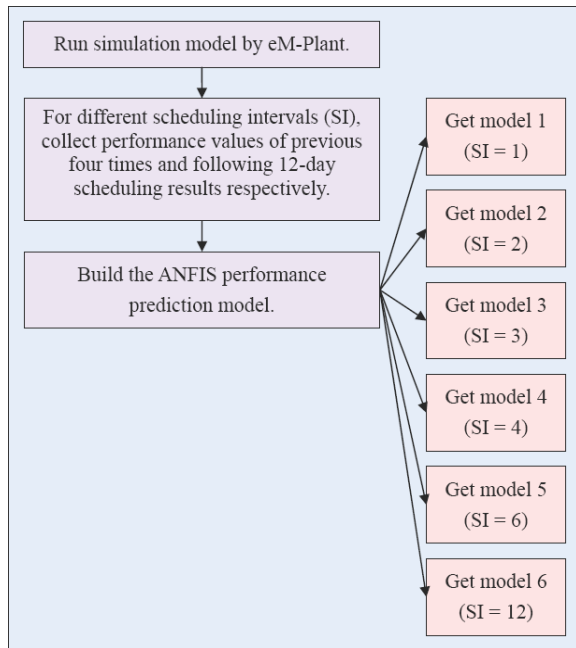 Run simulation model by eM-Plant.
For different scheduling intervals (SI),
collect performance values of previous
four times and following 12-day
scheduling results respectively.
Build the ANFIS performance
prediction model.
Get model 1
(SI = 1)
Get model 2
(SI = 2)
Get model 3
(SI = 3)
Get model 4
(SI = 4)
Get model 5
(SI = 6)
Get model 6
(SI = 12)